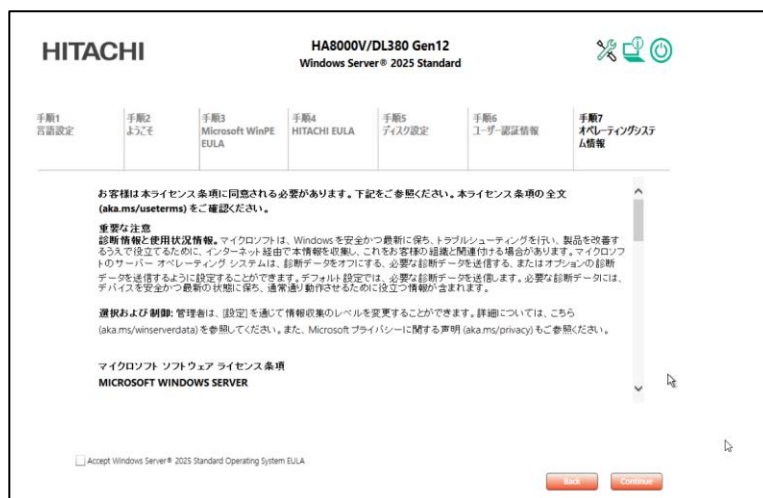 HITACHI
HA8000V/DL380 Gen12
Windows Server® 2025 Standard
手順1
言語設定
手順2
ようこそ
手順3
Microsoft WinPE
EULA
手順4
HITACHI EULA
手順5
ディスク設定
手順6
ユーザー認証情報
手順7
オペレーティングシステ
ム情報
お客様は本ライセンス条項に同意される必要があります。下記をご参照ください。本ライセンス条項の全文
(aka.ms/useterms) をご確認ください。
重要な注意
診断情報と使用状況情報。マイクロソフトは、Windows を安全かつ最新に保ち、トラブルシューティングを行い、製品を改善す
るうえで役立てるために、インターネット経由で本情報を収集し、これをお客様の組織と関連付ける場合があります。マイクロソフ
トのサーバー オペレーティング システムは、診断データをオフにする、必要な診断データを送信する、またはオプションの診断
データを送信するように設定することができます。デフォルト設定では、必要な診断データを送信します。必要な診断データには、
デバイスを安全かつ最新の状態に保ち、通常通り動作させるために役立つ情報が含まれます。
選択および制御: 管理者は、[設定] を通じて情報収集のレベルを変更することができます。詳細については、こちら
(aka.ms/winserverdata) を参照してください。また、Microsoft プライバシーに関する声明 (aka.ms/privacy) もご参照ください。
マイクロソフト ソフトウェア ライセンス条項
MICROSOFT WINDOWS SERVER
Accept Windows Server® 2025 Standard Operating System EULA
Back
Continue